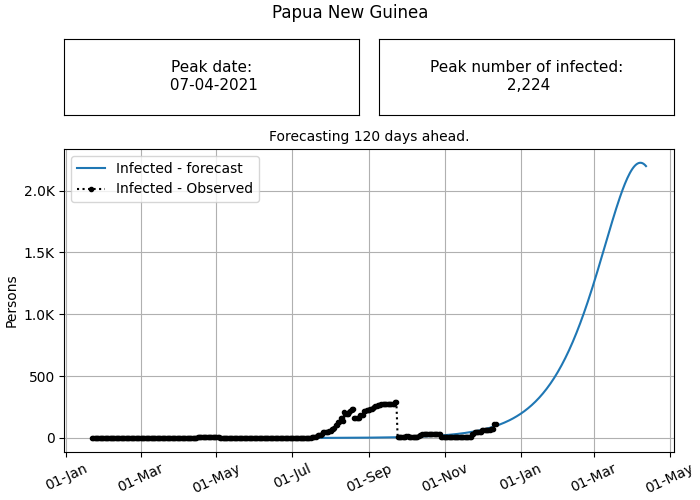 Papua New Guinea
Peak date:
07-04-2021
Peak number of infected:
2,224
Forecasting 120 days ahead.
Infected - forecast
Infected - Observed
Persons
2.0K
1.5K
1.0K
500
0
01-Jan
01-Mar
01-May
01-Jul
01-Sep
01-Nov
01-Jan
01-Mar
01-May